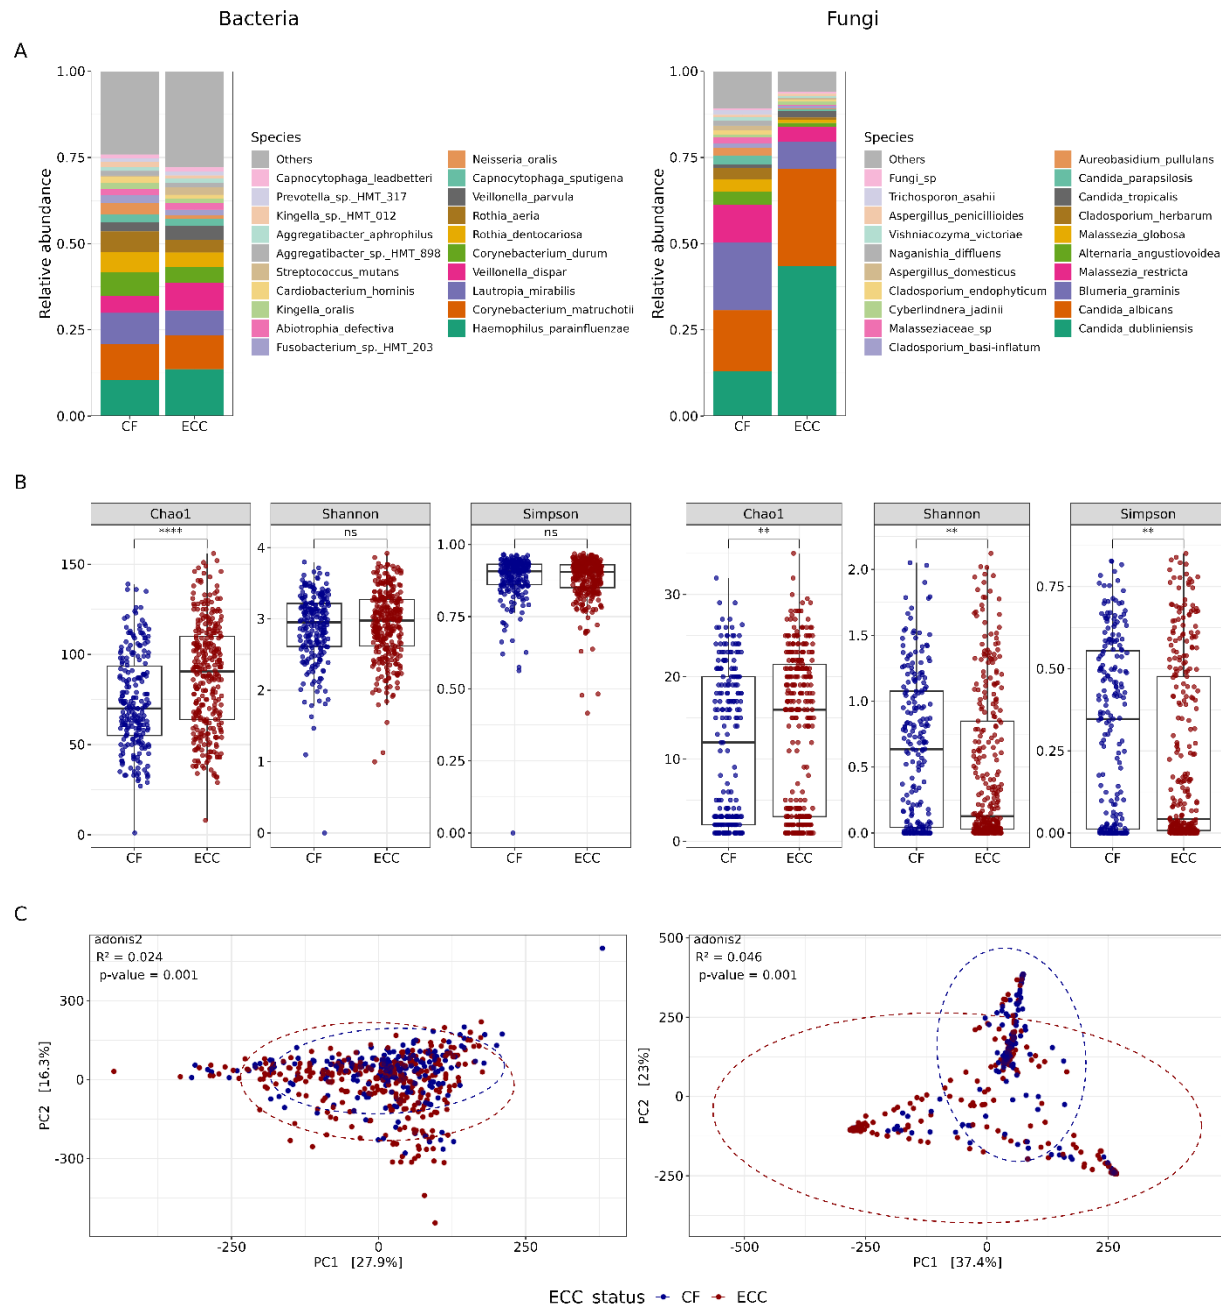 Bacteria
Fungi
A
Relative abundance
1.00
0.75
0.50
0.25
0.00
CF
ECC
Species
Others
Capnocytophaga_leadbetteri
Prevotella_sp._HMT_317
Kingella_sp._HMT_012
Aggregatibacter_aphrophilus
Aggregatibacter_sp._HMT_898
Streptococcus_mutans
Cardiobacterium_hominis
Kingella_oralis
Abiotrophia_defectiva
Fusobacterium_sp._HMT_203
Neisseria_oralis
Capnocytophaga_sputigena
Veillonella_parvula
Rothia_aeria
Rothia_dentocariosa
Corynebacterium_durum
Veillonella_dispar
Lautropia_mirabilis
Corynebacterium_matruchotii
Haemophilus_parainfluenzae
Relative abundance
1.00
0.75
0.50
0.25
0.00
CF
ECC
Species
Others
Fungi_sp
Trichosporon_asahii
Aspergillus_penicillioides
Vishniacozyma_victoriae
Naganishia_diffluens
Aspergillus_domesticus
Cladosporium_endophyticum
Cyberlindnera_jadinii
Malasseziaceae_sp
Cladosporium_basi-inflatum
Aureobasidium_pullulans
Candida_parapsilosis
Candida_tropicalis
Cladosporium_herbarum
Malassezia_globosa
Alternaria_angustiovoidea
Malassezia_restricta
Blumeria_graminis
Candida_albicans
Candida_dubliniensis
B
Chao1
****
150
100
50
0
CF
ECC
Shannon
ns
4
3
2
1
0
CF
ECC
Simpson
ns
1.00
0.75
0.50
0.25
0.00
CF
ECC
Chao1
**
30
20
10
0
CF
ECC
Shannon
**
2.0
1.5
1.0
0.5
0.0
CF
ECC
Simpson
**
0.75
0.50
0.25
0.00
CF
ECC
C
adonis2
R² = 0.024
p-value = 0.001
PC2 [16.3%]
300
0
-300
-250
0
250
PC1 [27.9%]
adonis2
R² = 0.046
p-value = 0.001
PC2 [23%]
500
250
0
-250
-500
-250
0
250
PC1 [37.4%]
ECC status CF ECC